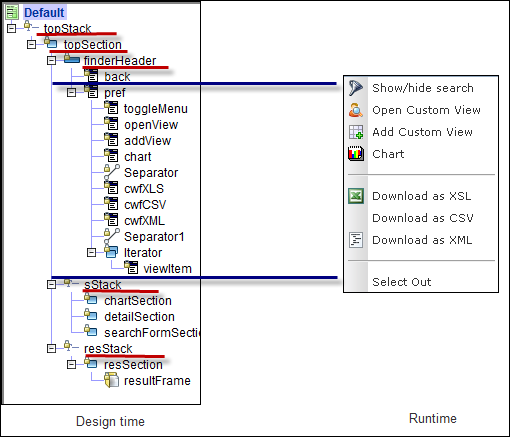 Default
topStack
topSection
finderHeader
back
pref
toggleMenu
openView
addView
chart
Separator
cwfXLS
cwfCSV
cwfXML
Separator1
Iterator
viewItem
sStack
chartSection
detailSection
searchFormSectio
resStack
resSection
resultFrame
Design time
Show/hide search
Open Custom View
Add Custom View
Chart
Download as XSL
Download as CSV
Download as XML
Select Out
Runtime